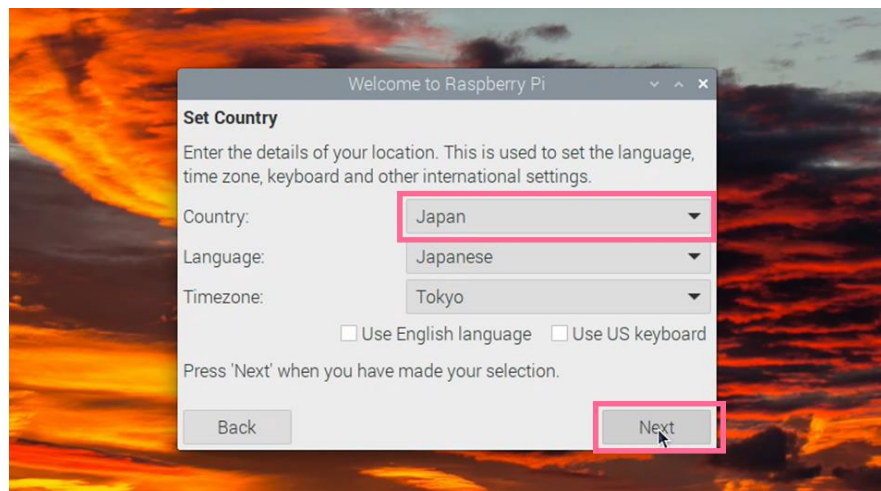 Welcome to Raspberry Pi
Set Country
Enter the details of your location. This is used to set the language,
time zone, keyboard and other international settings.
Country: Japan
Language: Japanese
Timezone: Tokyo
Use English language Use US keyboard
Press 'Next' when you have made your selection.
Back Next